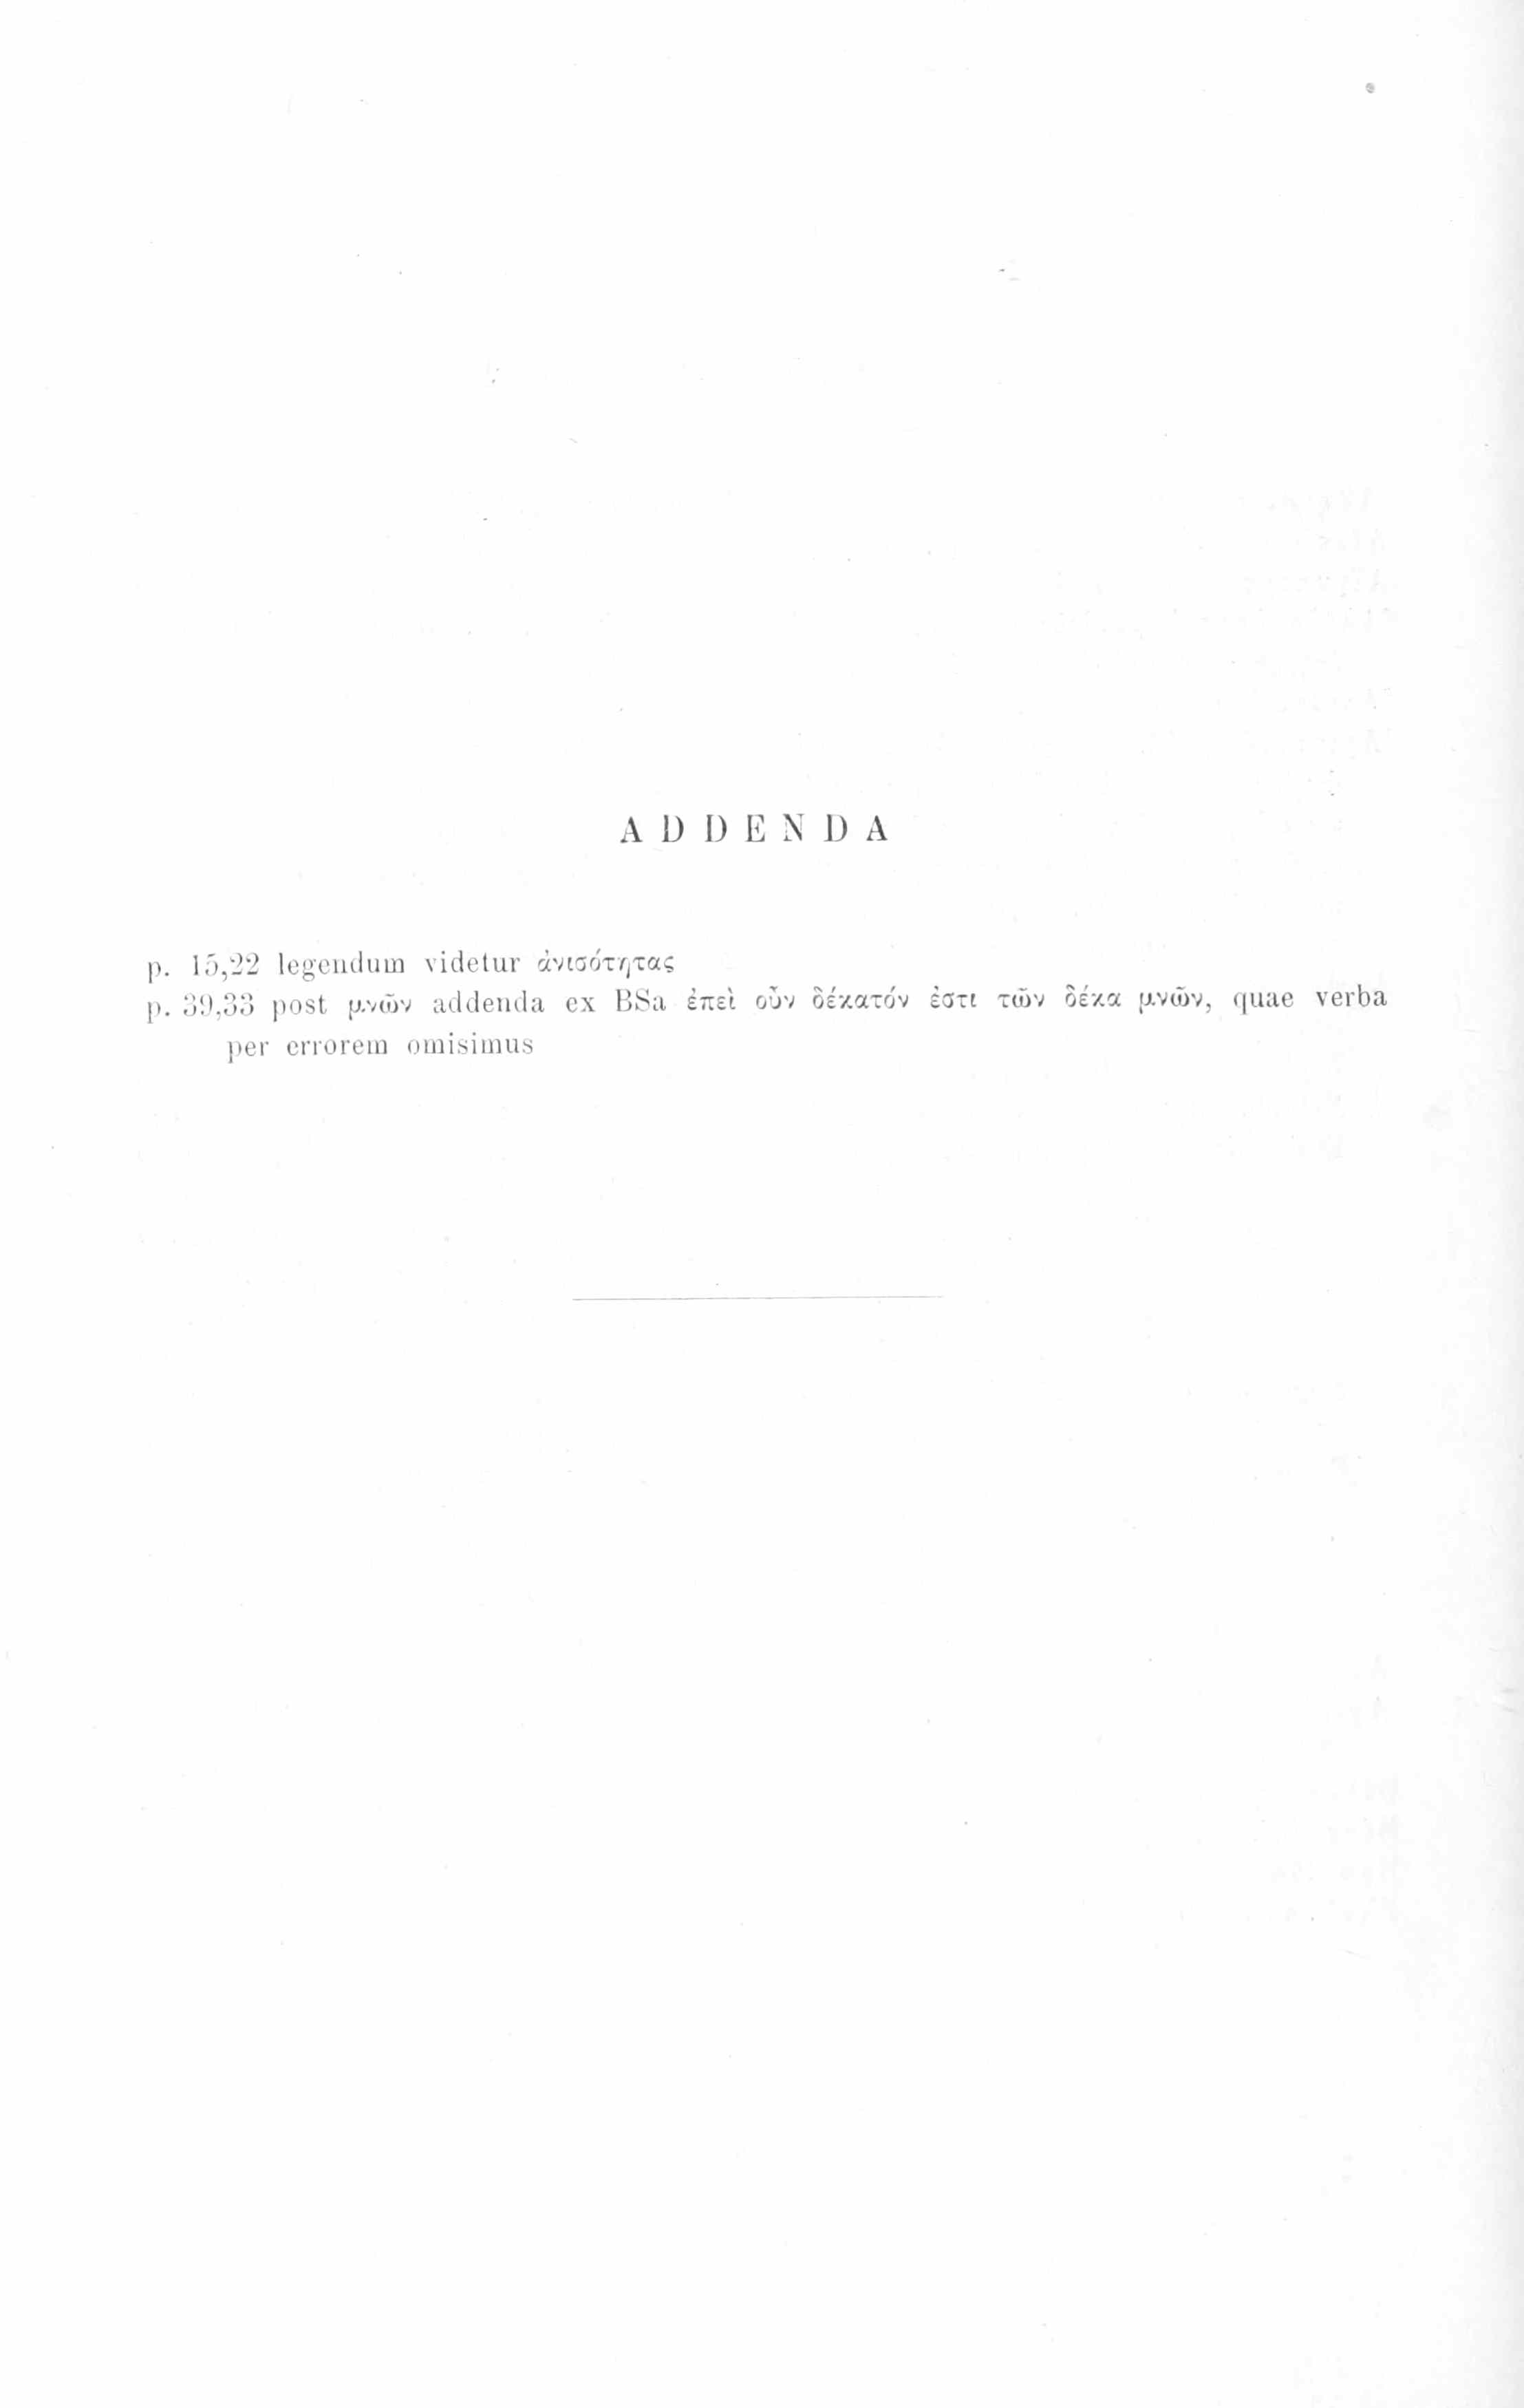 ADDENDA
p. 15,22 legendum videtur ἀνισότητας
p. 39,33 post μνῶν addenda ex BSa ἐπεὶ οὖν δέκατόν ἐστι τῶν δέκα μνῶν, quae verba
per errorem omisimus